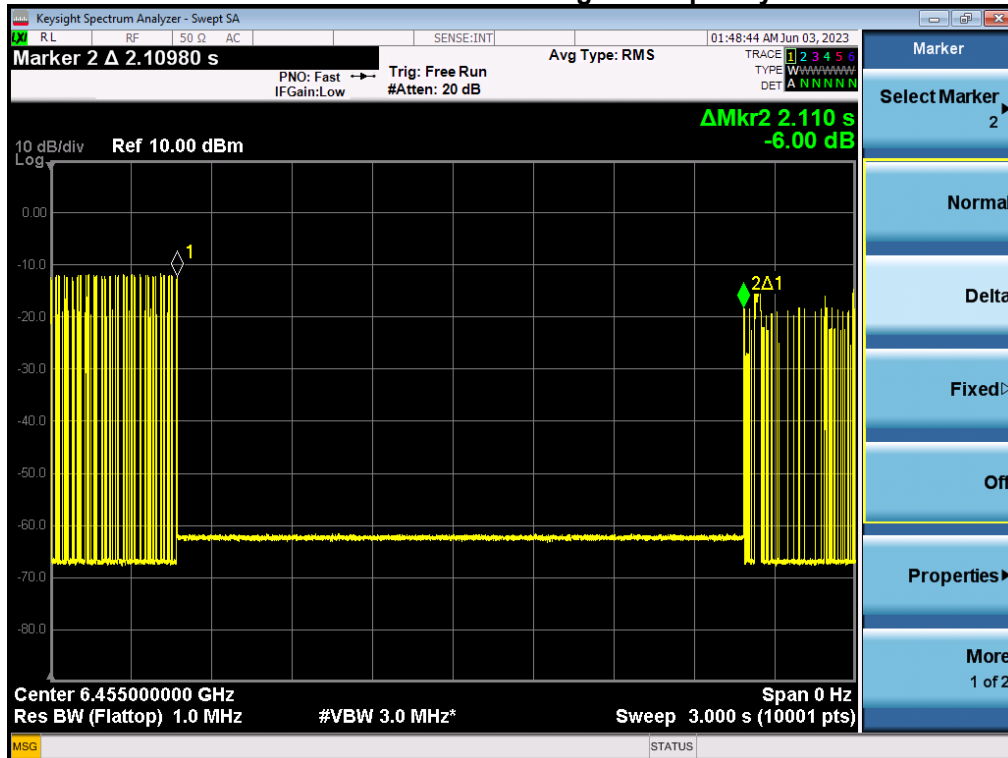 Keysight Spectrum Analyzer - Swept SA
LXI RL RF 50 Ω AC SENSE:INT 01:48:44 AM Jun 03, 2023
Marker 2 Δ 2.10980 s
PNO: Fast
IFGain:Low
Trig: Free Run
#Atten: 20 dB
Avg Type: RMS
TRACE 1 2 3 4 5 6
TYPE WWWWWW
DET A N N N N N
ΔMkr2 2.110 s
-6.00 dB
10 dB/div Ref 10.00 dBm
Log
0.00
-10.0
-20.0
-30.0
-40.0
-50.0
-60.0
-70.0
-80.0
1
2Δ1
Center 6.455000000 GHz Span 0 Hz
Res BW (Flattop) 1.0 MHz #VBW 3.0 MHz* Sweep 3.000 s (10001 pts)
MSG STATUS
Marker
Select Marker
2
Normal
Delta
Fixed
Off
Properties
More
1 of 2